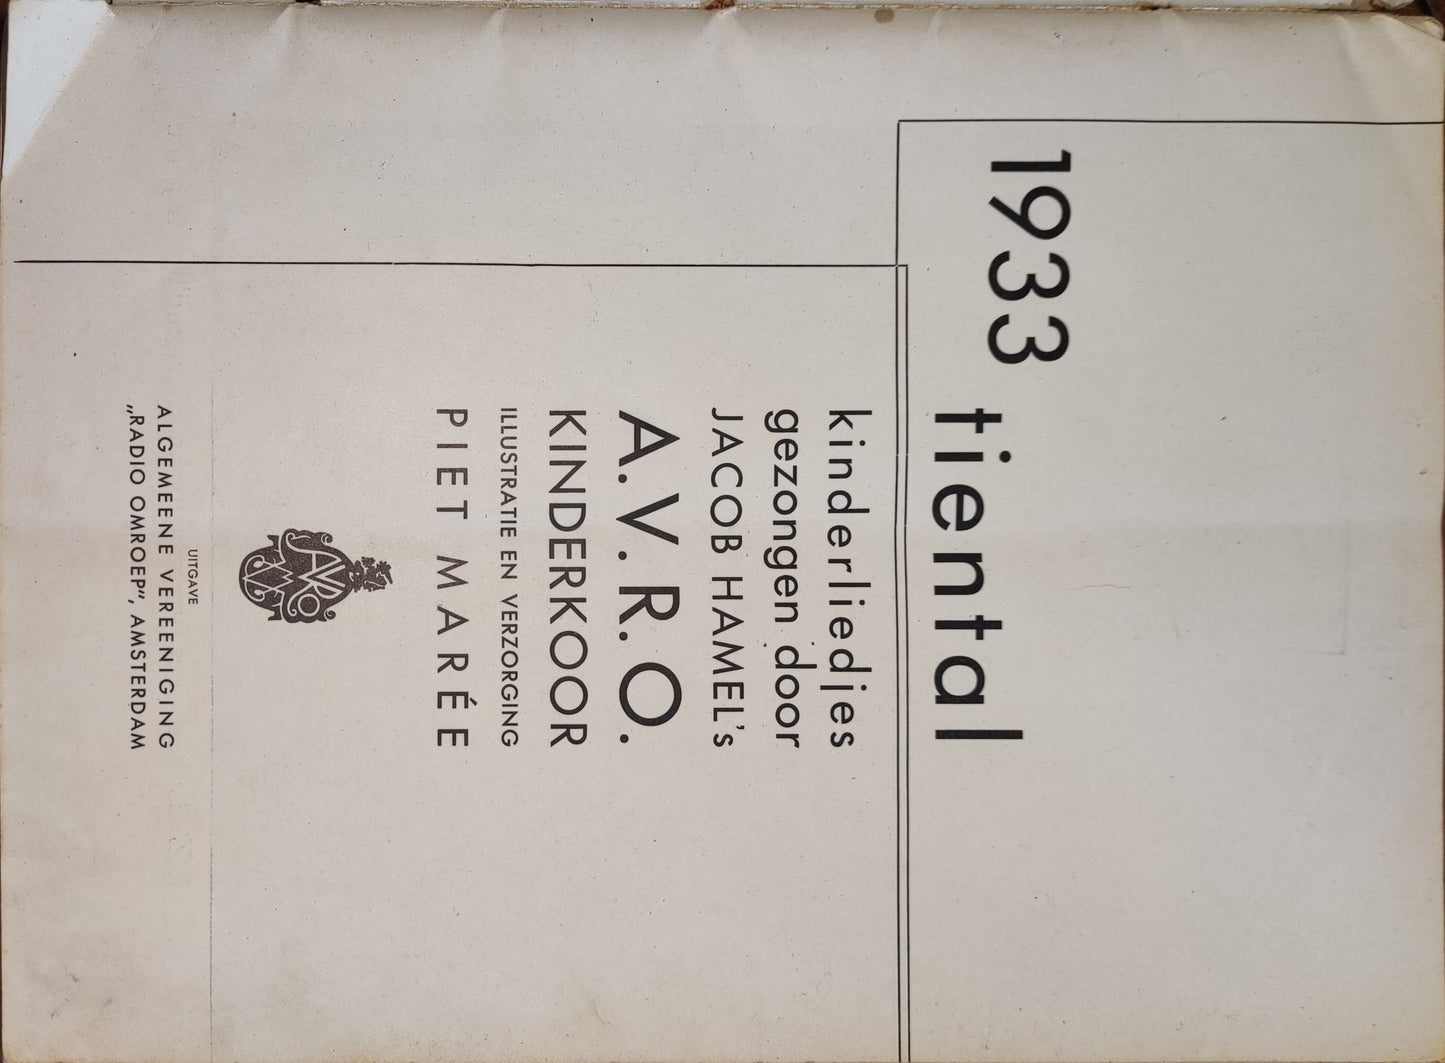 1933
tiental
kinderliedjes
gezongen door
JACOB HAMEL's
A.V.R.O.
KINDERKOOR
ILLUSTRATIE EN VERZORGING
PIET MARÉE
AVRO
UITGAVE
ALGEMEENE VEREENIGING
„RADIO OMROEP”, AMSTERDAM